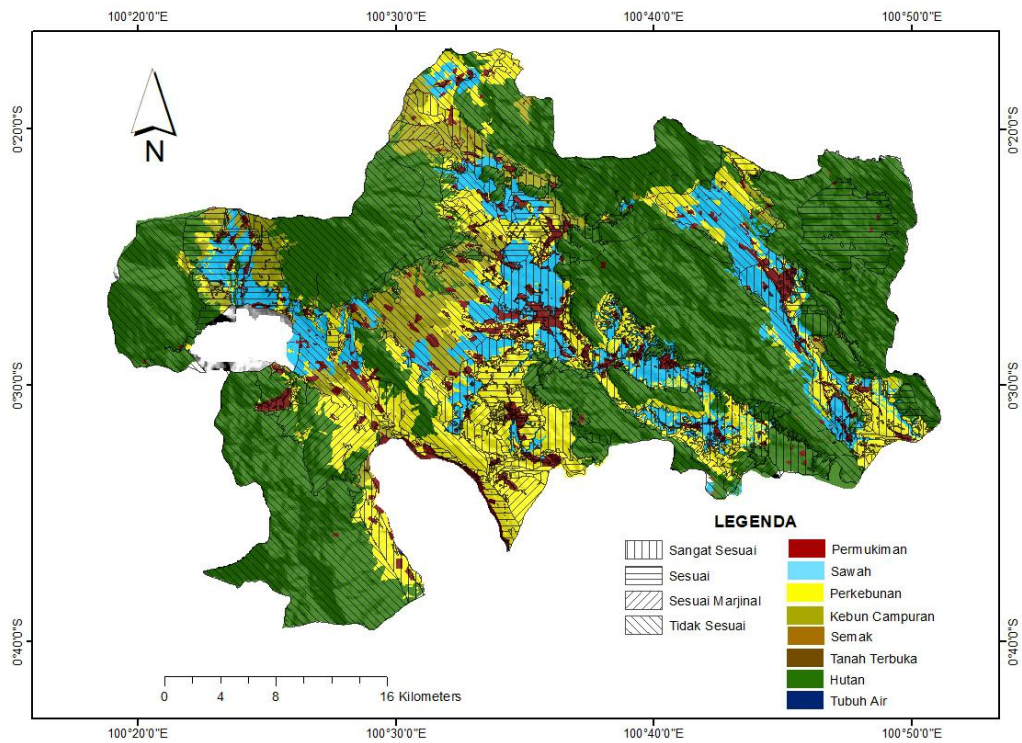 100°20'0"E
100°30'0"E
100°40'0"E
100°50'0"E
0°20'0"S
0°20'0"S
N
0°30'0"S
0°30'0"S
LEGENDA
Sangat Sesuai
Sesuai
Sesuai Marjinal
Tidak Sesuai
Permukiman
Sawah
Perkebunan
Kebun Campuran
Semak
Tanah Terbuka
Hutan
Tubuh Air
0°40'0"S
0°40'0"S
0 4 8 12 16 Kilometers
100°20'0"E
100°30'0"E
100°40'0"E
100°50'0"E